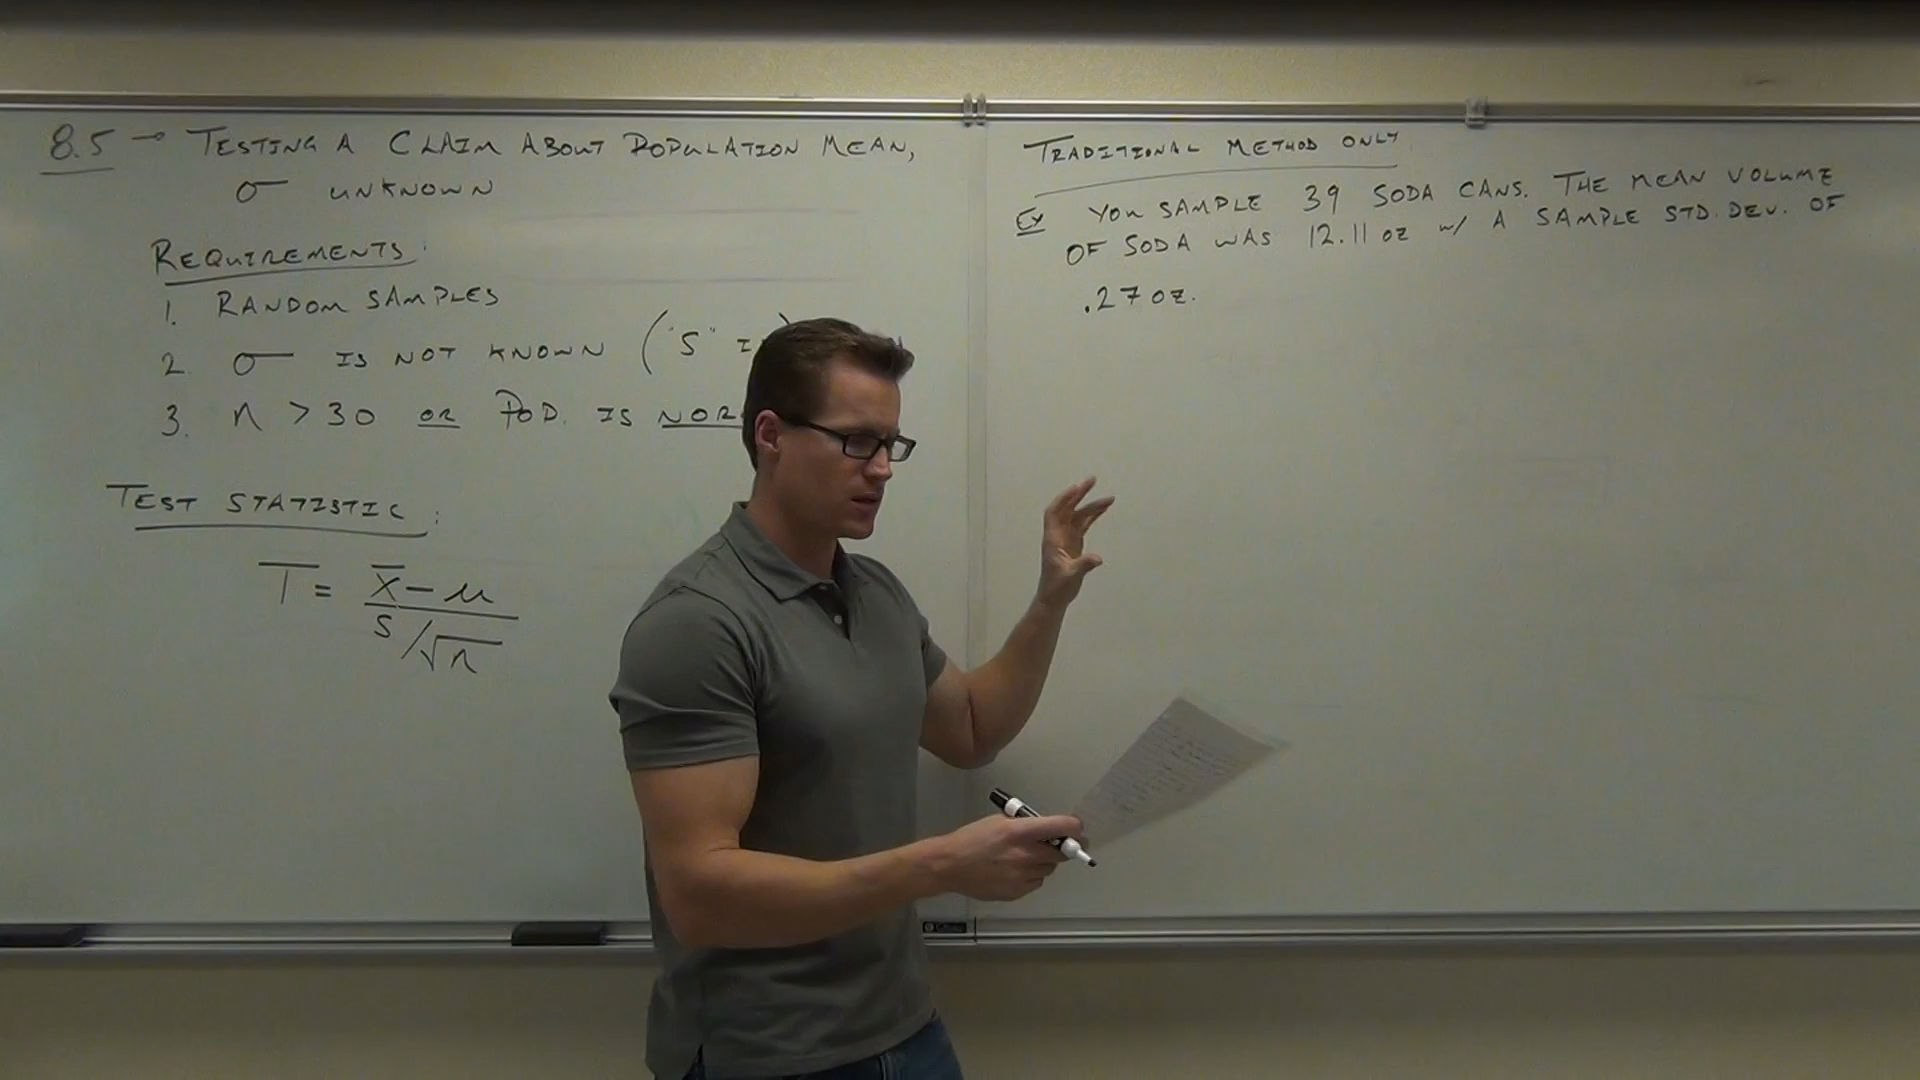 8.5 → TESTING A CLAIM ABOUT POPULATION MEAN,
σ UNKNOWN
REQUIREMENTS:
1. RANDOM SAMPLES
2. σ IS NOT KNOWN ("S" I
3. n > 30 OR POP. IS NOR
TEST STATISTIC:
T = x̄ - μ
S/√n
TRADITIONAL METHOD ONLY
EX YOU SAMPLE 39 SODA CANS. THE MEAN VOLUME
OF SODA WAS 12.11 OZ w/ A SAMPLE STD. DEV. OF
.27 OZ.